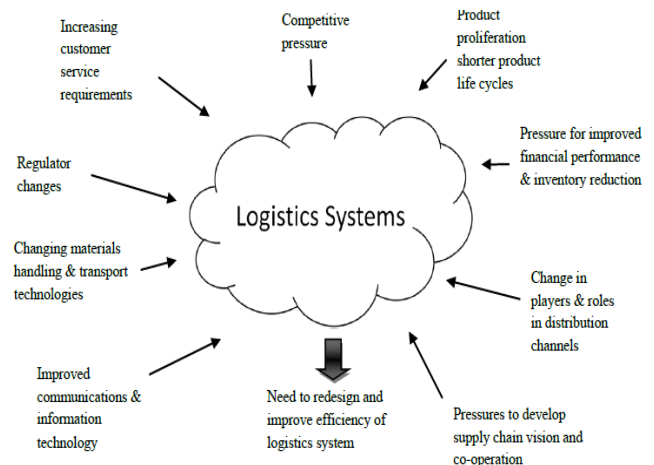 Increasing
customer
service
requirements
Competitive
pressure
Product
proliferation
shorter product
life cycles
Pressure for improved
financial performance
& inventory reduction
Regulator
changes
Logistics Systems
Changing materials
handling & transport
technologies
Change in
players & roles
in distribution
channels
Improved
communications &
information
technology
Need to redesign and
improve efficiency of
logistics system
Pressures to develop
supply chain vision and
co-operation